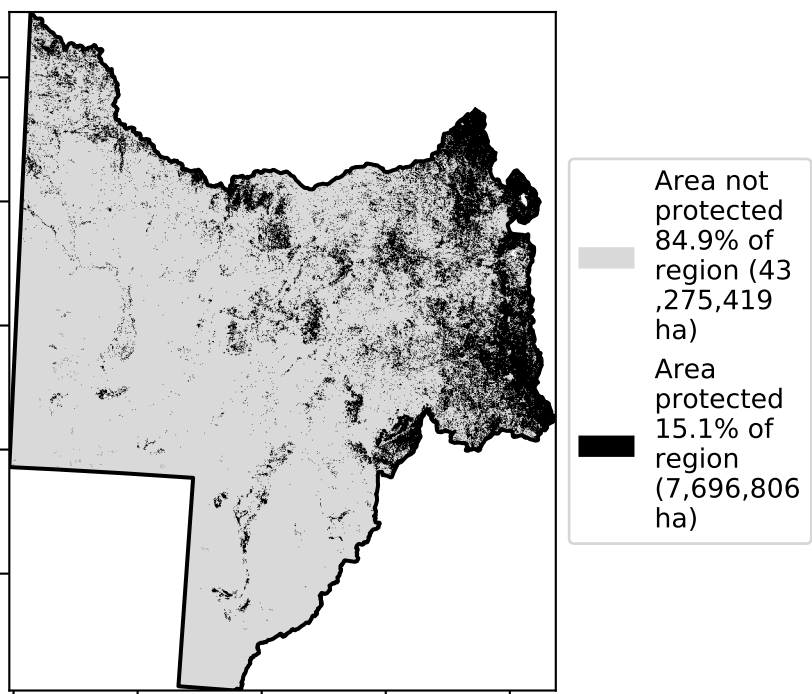 Area not
protected
84.9% of
region (43
,275,419
ha)
Area
protected
15.1% of
region
(7,696,806
ha)